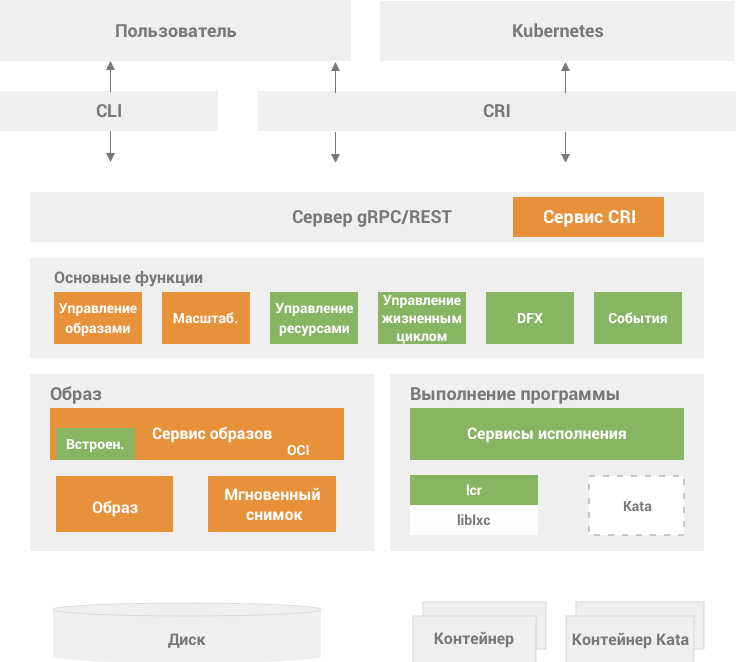 Пользователь
Kubernetes
CLI
CRI
Сервер gRPC/REST
Сервис CRI
Основные функции
Управление
образами
Масштаб.
Управление
ресурсами
Управление
жизненным
циклом
DFX
События
Образ
Сервис образов
Встроен.
OCI
Образ
Мгновенный
снимок
Выполнение программы
Сервисы исполнения
lcr
liblxc
Kata
Диск
Контейнер
Контейнер Kata